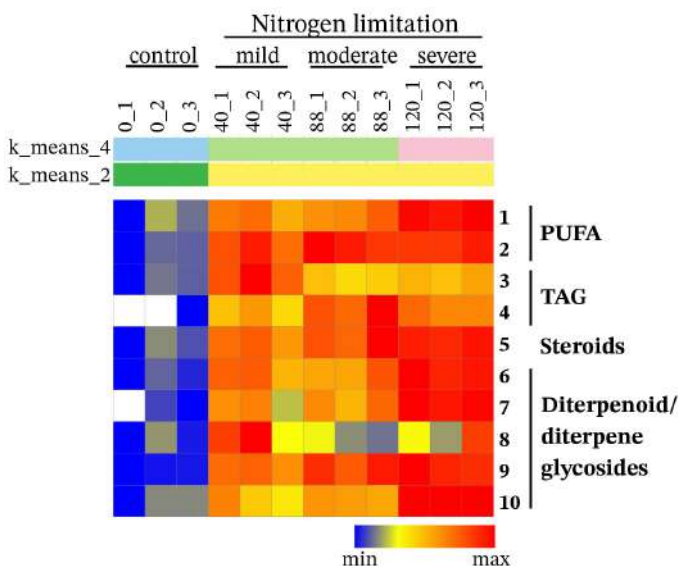 Nitrogen limitation
control mild moderate severe
0_1 0_2 0_3 40_1 40_2 40_3 88_1 88_2 88_3 120_1 120_2 120_3
k_means_4
k_means_2
1
PUFA
2
3
TAG
4
5 Steroids
6
7
Diterpenoid/
8
diterpene
glycosides
9
10
min max